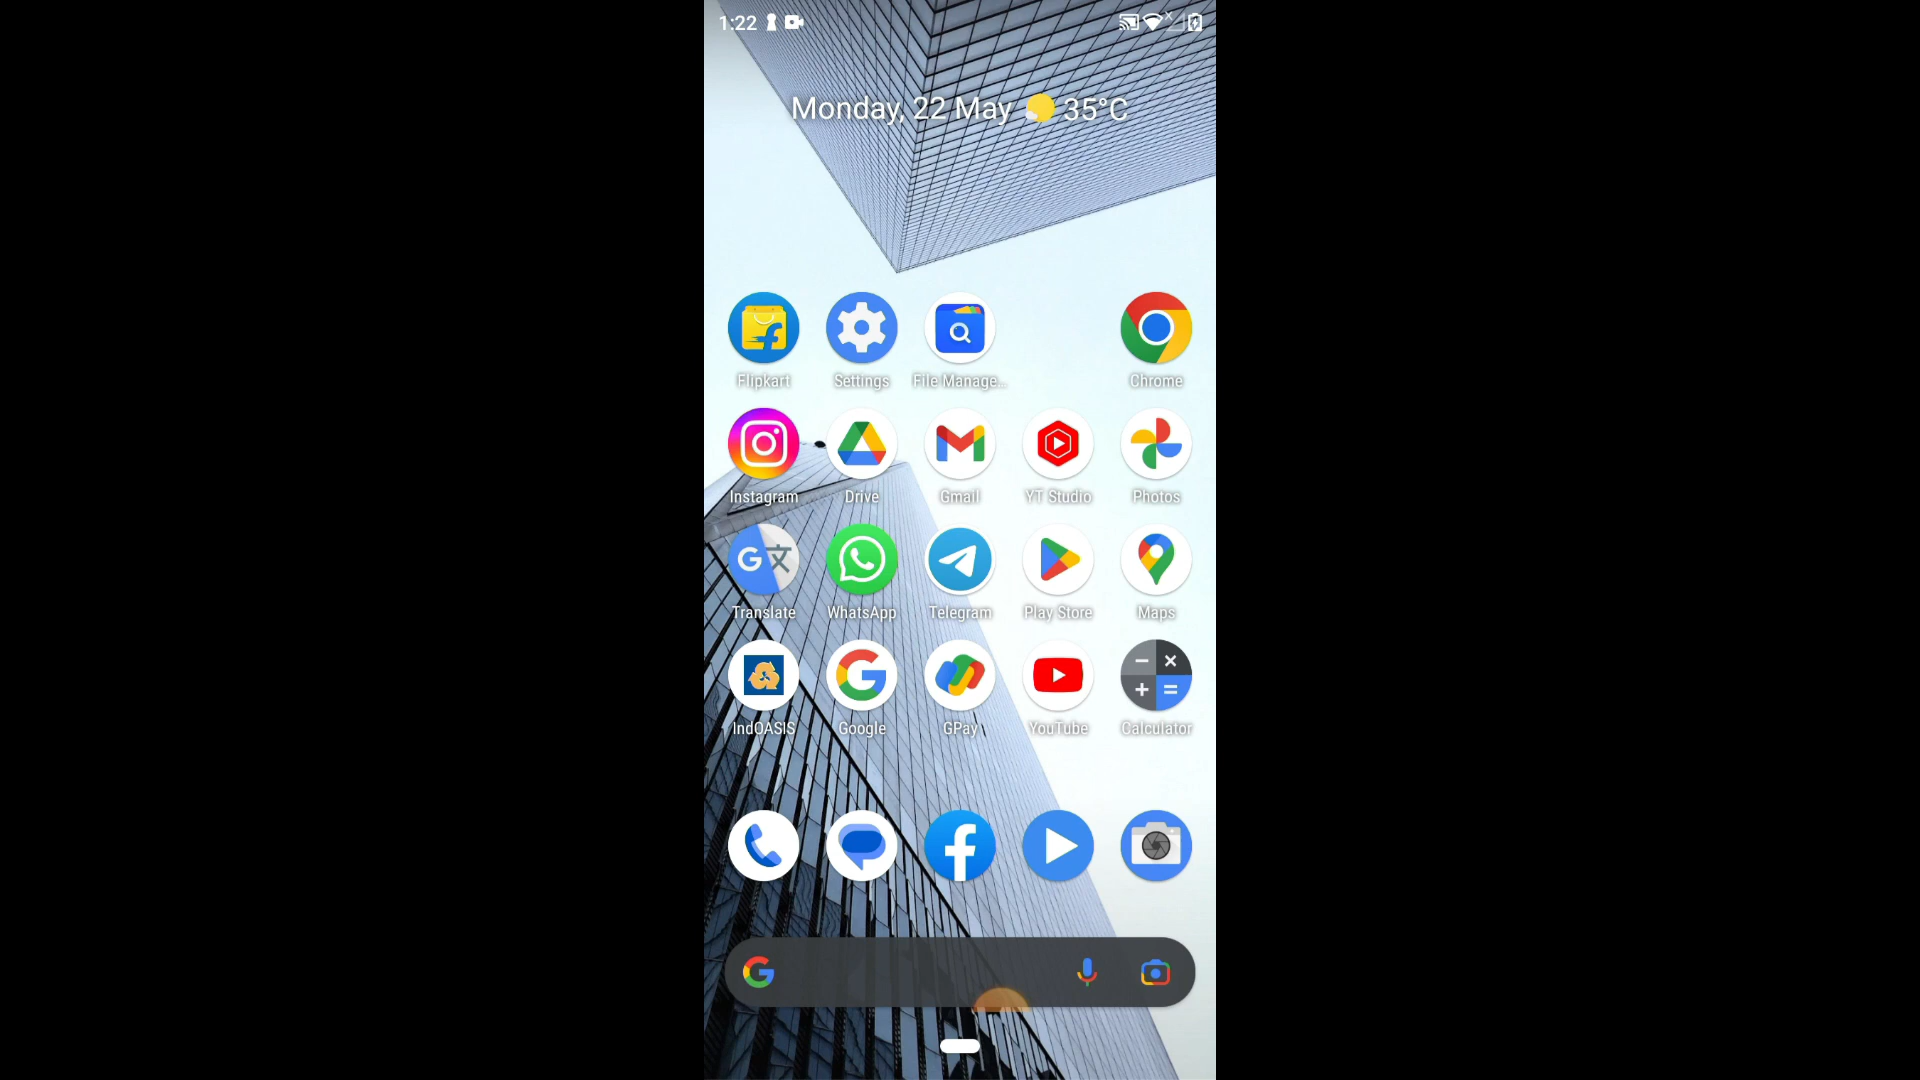 1:22
Monday, 22 May 35°C
Flipkart Settings File Manage... Chrome
Instagram Drive Gmail YT Studio Photos
Translate WhatsApp Telegram Play Store Maps
IndOASIS Google GPay YouTube Calculator